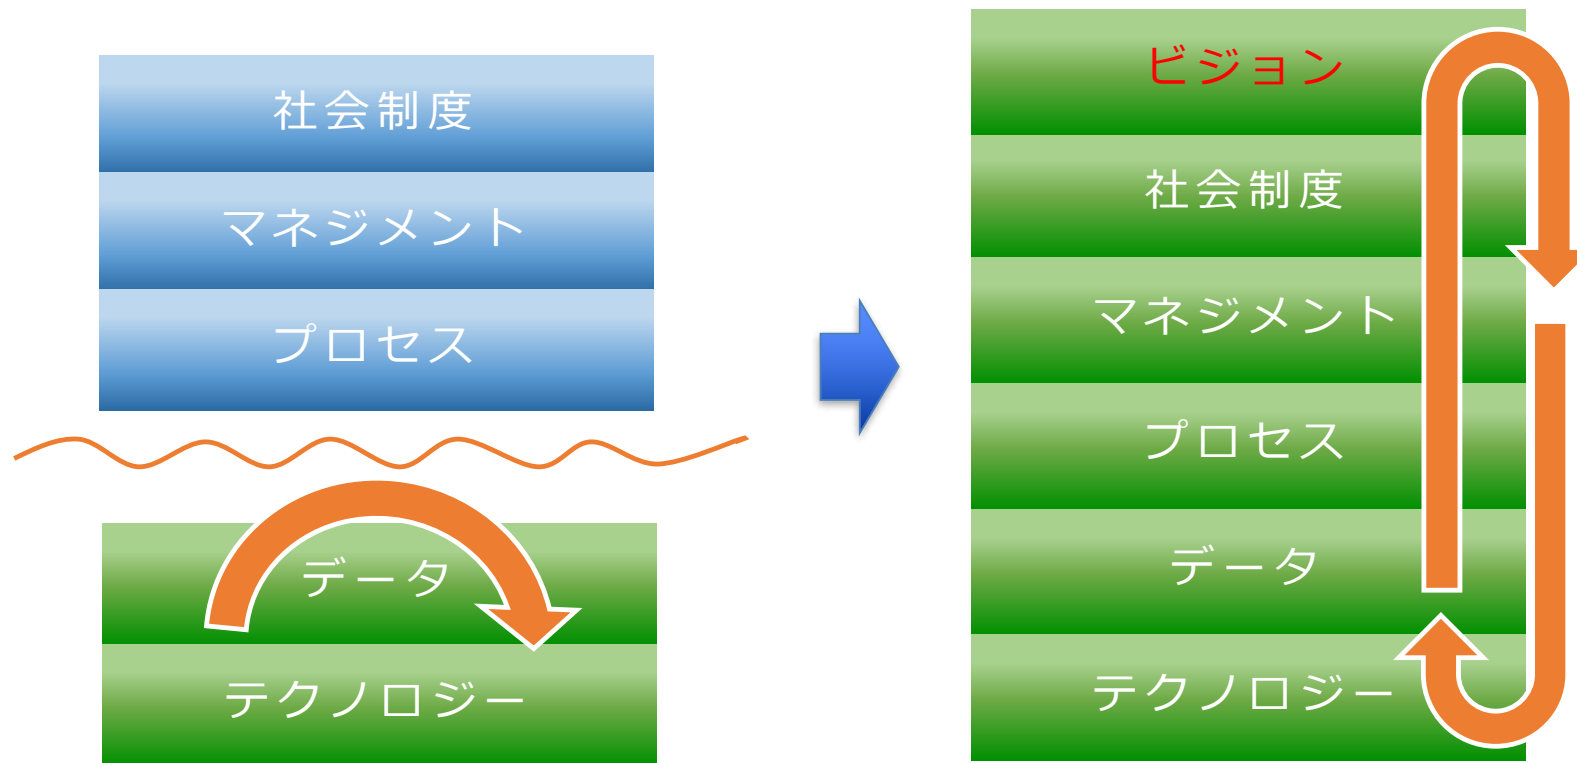 社会制度
マネジメント
プロセス
データ
テクノロジー
ビジョン
社会制度
マネジメント
プロセス
データ
テクノロジー